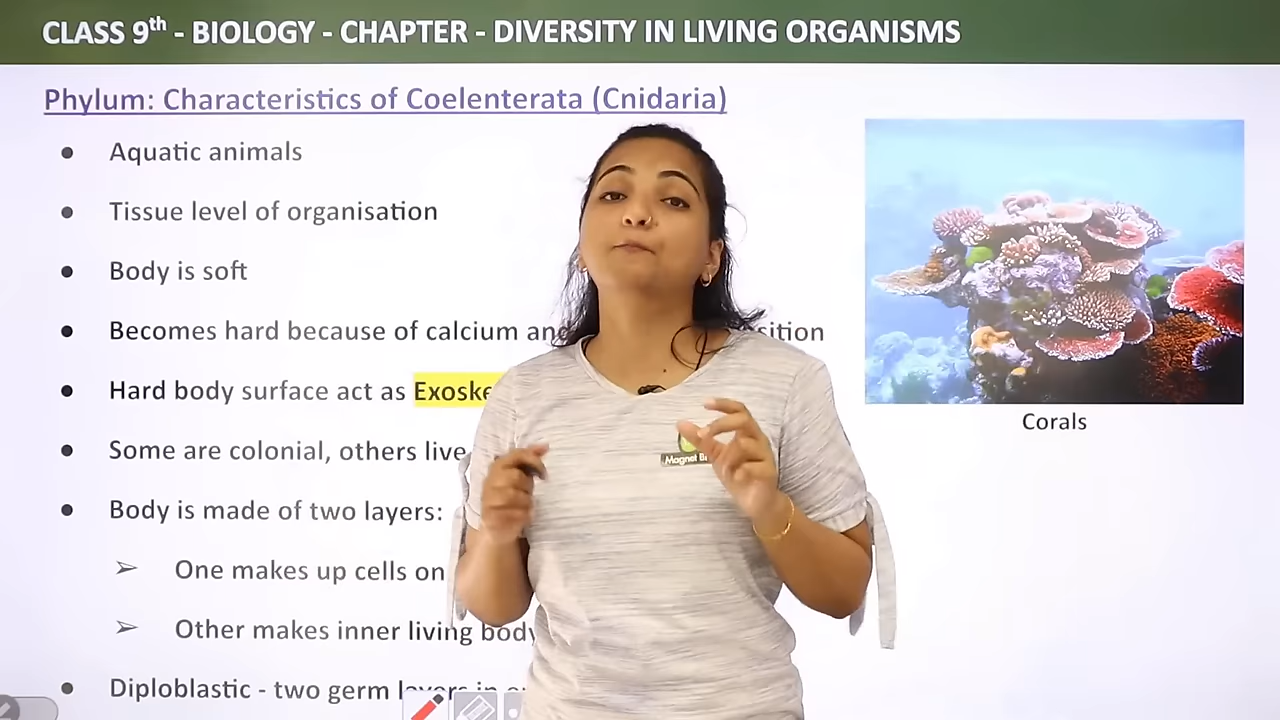 CLASS 9th - BIOLOGY - CHAPTER - DIVERSITY IN LIVING ORGANISMS
Phylum: Characteristics of Coelenterata (Cnidaria)
• Aquatic animals
• Tissue level of organisation
• Body is soft
• Becomes hard because of calcium
• Hard body surface act as
• Some are colonial, others live
• Body is made of two layers:
➢ One makes up cells on
➢ Other makes inner living
• Diploblastic - two germ
Corals
Magnet